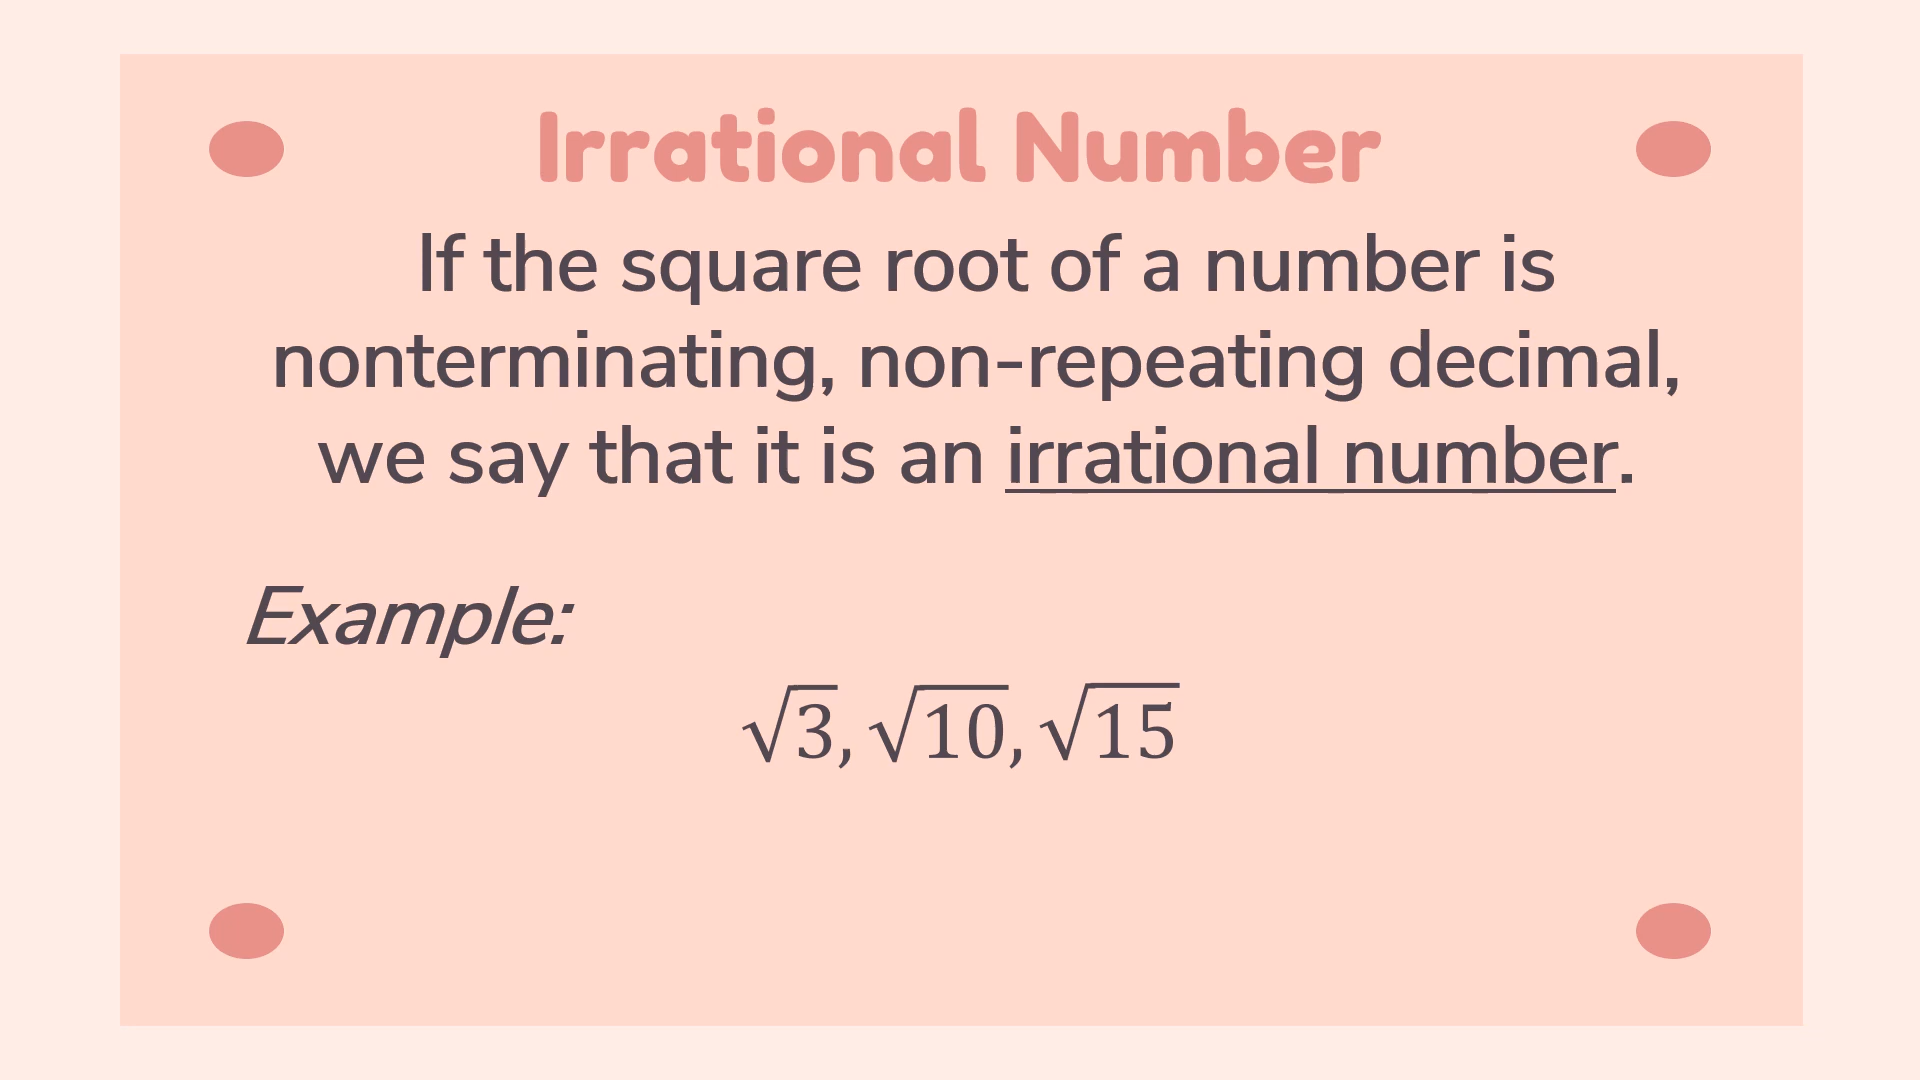 Irrational Number
If the square root of a number is
nonterminating, non-repeating decimal,
we say that it is an irrational number.
Example:
√3, √10, √15